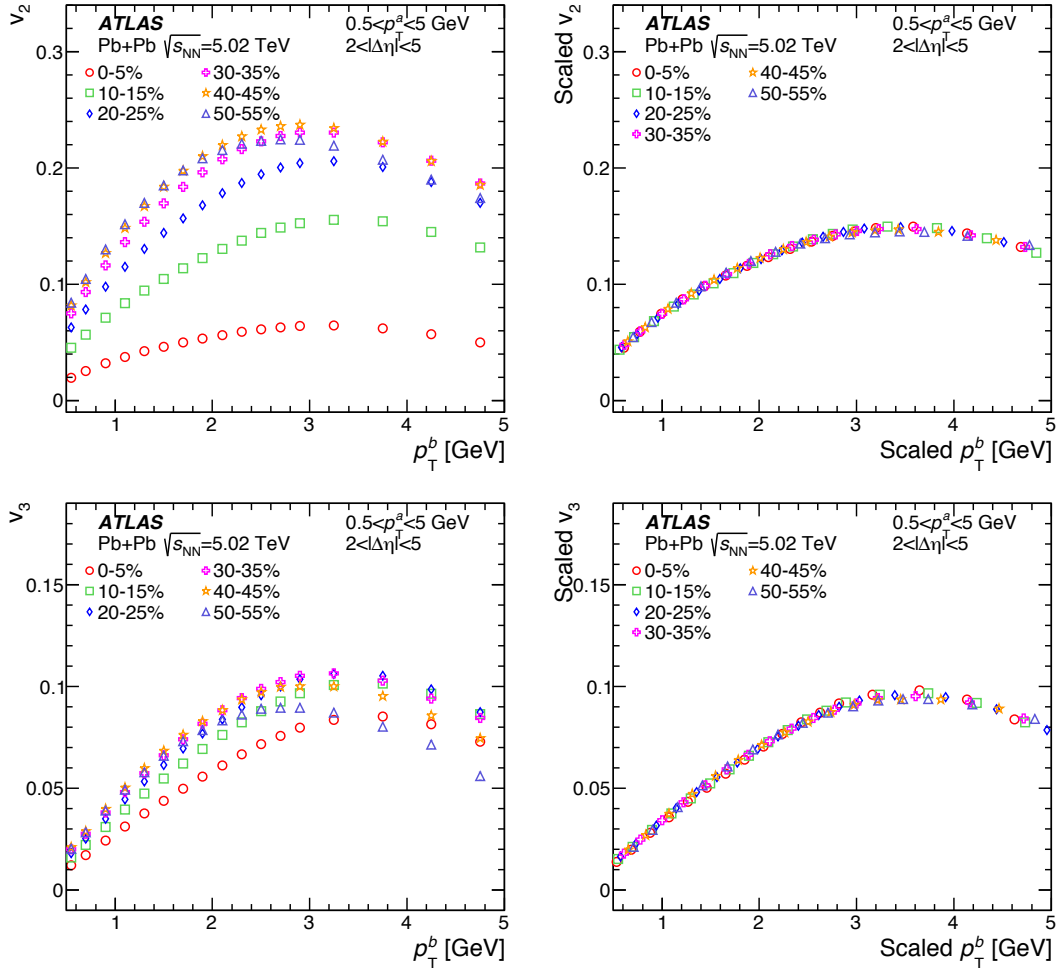 v2
ATLAS
0.5<p_T^a<5 GeV
Pb+Pb √sNN=5.02 TeV
2<|Δη|<5
0-5%
30-35%
10-15%
40-45%
20-25%
50-55%
0.3
0.2
0.1
0
1 2 3 4 5
p_T^b [GeV]
Scaled v2
ATLAS
0.5<p_T^a<5 GeV
Pb+Pb √sNN=5.02 TeV
2<|Δη|<5
0-5%
40-45%
10-15%
50-55%
20-25%
30-35%
0.3
0.2
0.1
0
1 2 3 4 5
Scaled p_T^b [GeV]
v3
ATLAS
0.5<p_T^a<5 GeV
Pb+Pb √sNN=5.02 TeV
2<|Δη|<5
0-5%
30-35%
10-15%
40-45%
20-25%
50-55%
0.15
0.1
0.05
0
1 2 3 4 5
p_T^b [GeV]
Scaled v3
ATLAS
0.5<p_T^a<5 GeV
Pb+Pb √sNN=5.02 TeV
2<|Δη|<5
0-5%
40-45%
10-15%
50-55%
20-25%
30-35%
0.15
0.1
0.05
0
1 2 3 4 5
Scaled p_T^b [GeV]